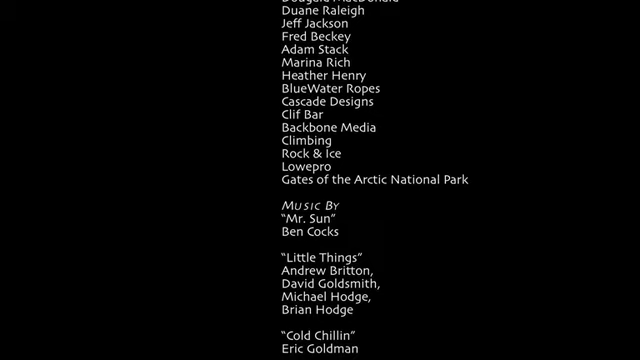 Dougald MacDonald
Duane Raleigh
Jeff Jackson
Fred Beckey
Adam Stack
Marina Rich
Heather Henry
BlueWater Ropes
Cascade Designs
Clif Bar
Backbone Media
Climbing
Rock & Ice
Lowepro
Gates of the Arctic National Park
MUSIC BY
“Mr. Sun”
Ben Cocks
“Little Things”
Andrew Britton,
David Goldsmith,
Michael Hodge,
Brian Hodge
“Cold Chillin”
Eric Goldman